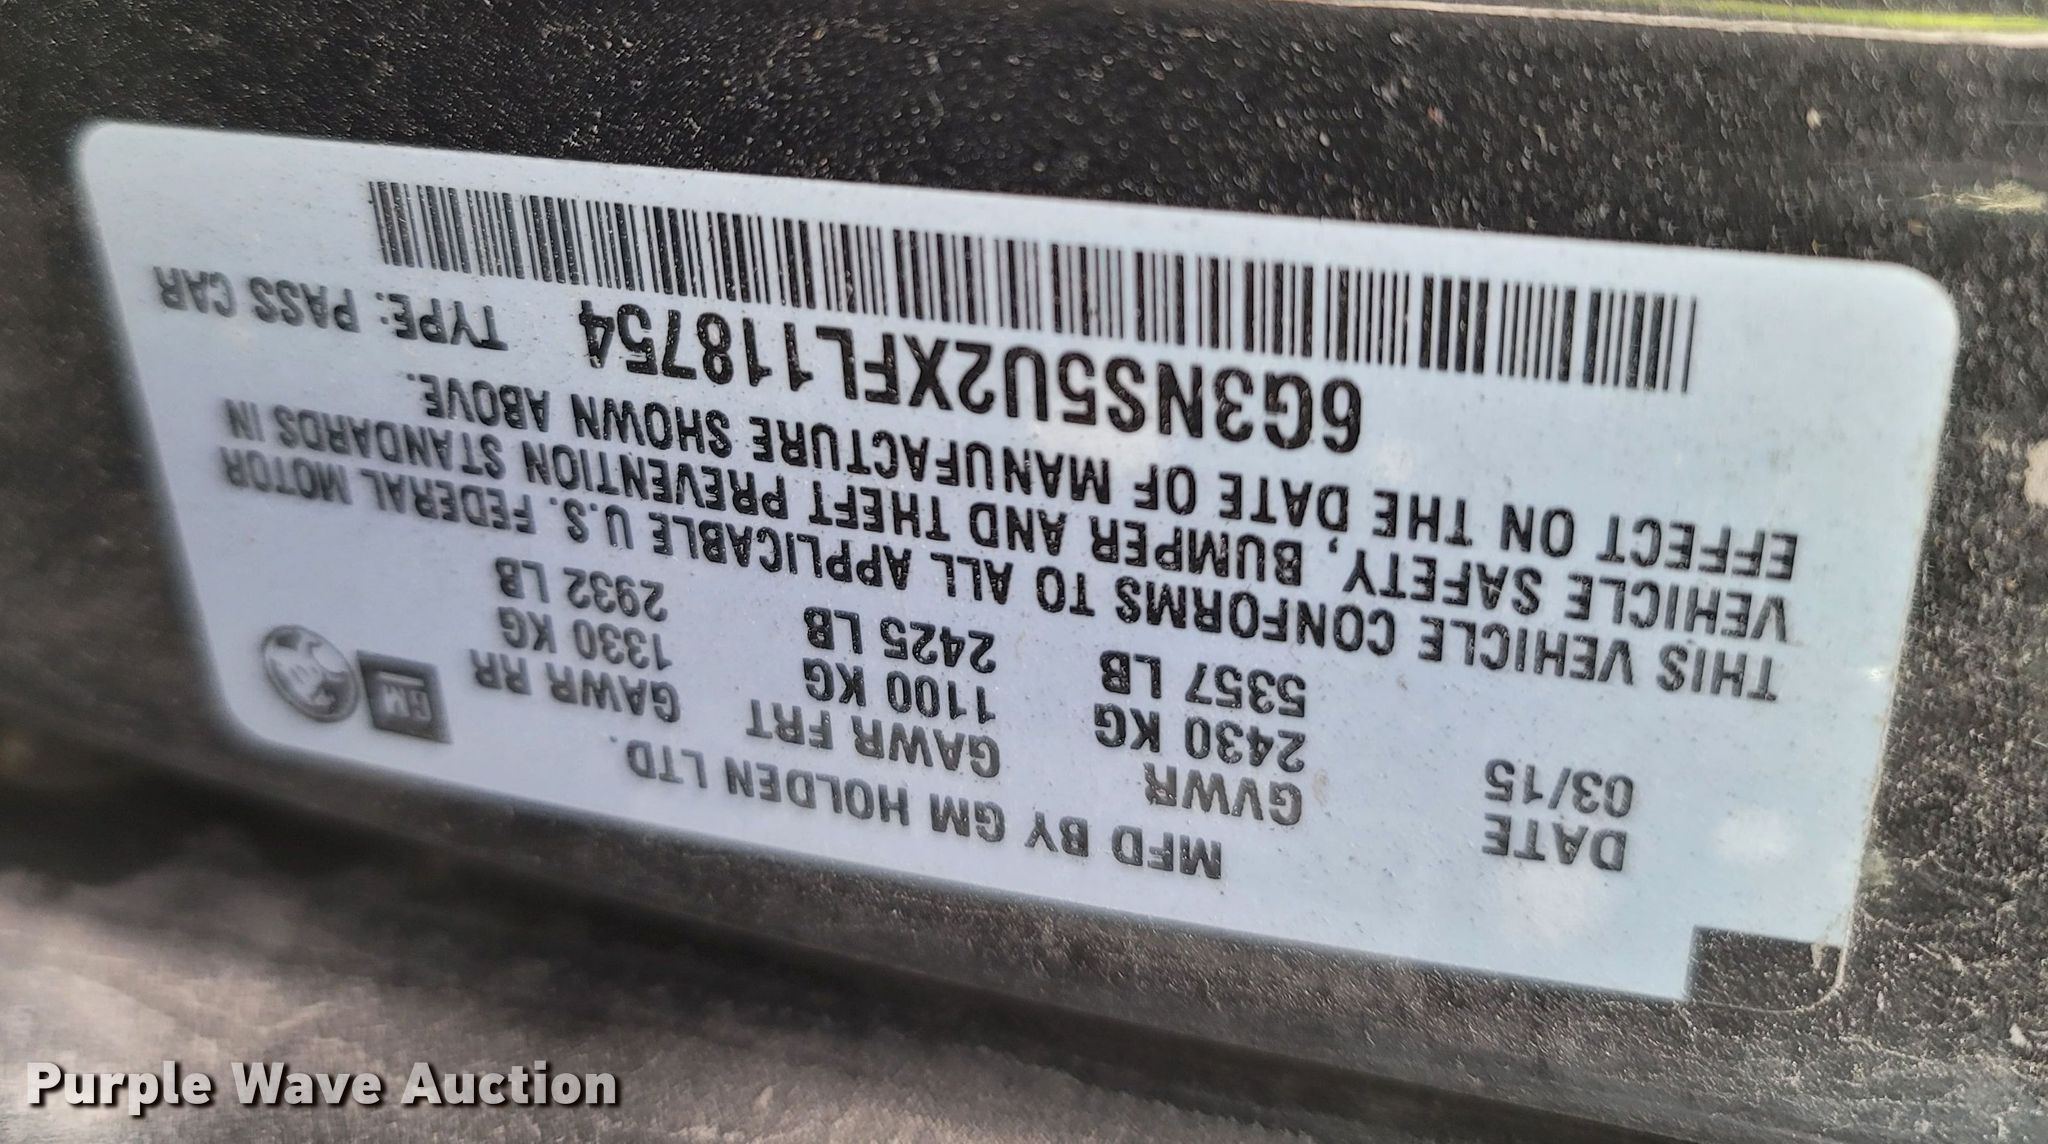 MFD BY GM HOLDEN LTD.
DATE GVWR GAWR FRT GAWR RR
03/15 2430 KG 1100 KG 1330 KG
5357 LB 2425 LB 2932 LB
GM
THIS VEHICLE CONFORMS TO ALL APPLICABLE U.S. FEDERAL MOTOR
VEHICLE SAFETY, BUMPER AND THEFT PREVENTION STANDARDS IN
EFFECT ON THE DATE OF MANUFACTURE SHOWN ABOVE.
6G3NS5U2XFL118754 TYPE: PASS CAR
Purple Wave Auction